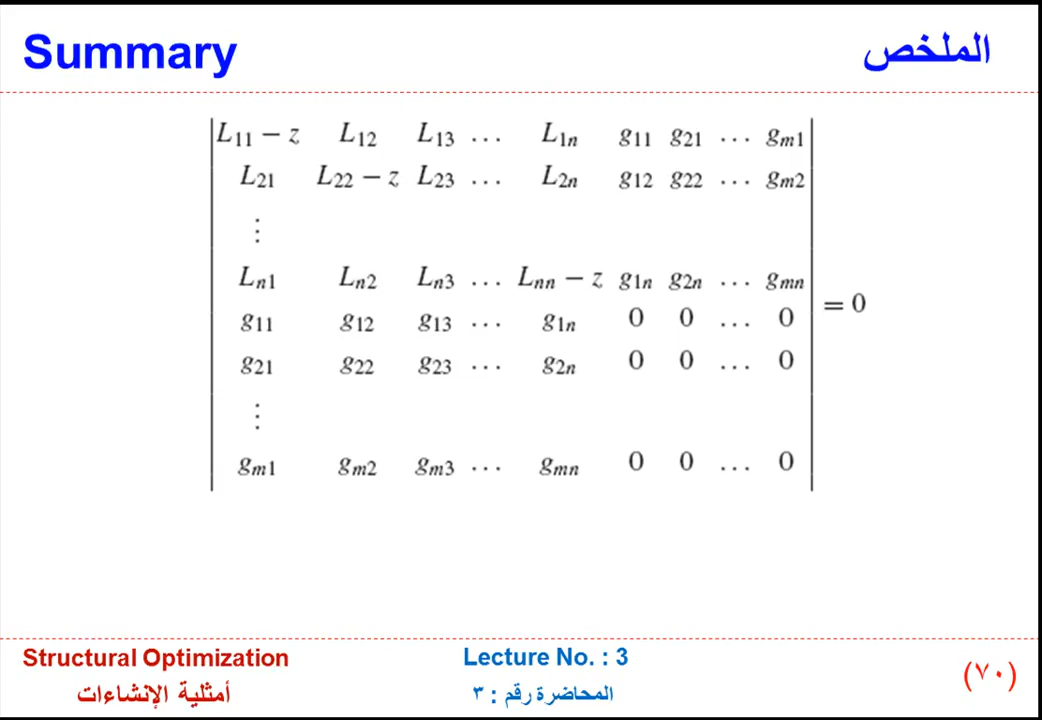 Summary الملخص
L11 − z L12 L13 ... L1n g11 g21 ... gm1
L21 L22 − z L23 ... L2n g12 g22 ... gm2
⋮
Ln1 Ln2 Ln3 ... Lnn − z g1n g2n ... gmn
= 0
g11 g12 g13 ... g1n 0 0 ... 0
g21 g22 g23 ... g2n 0 0 ... 0
⋮
gm1 gm2 gm3 ... gmn 0 0 ... 0
Structural Optimization Lecture No. : 3
أمثلية الإنشاءات المحاضرة رقم : ٣ (٧٠)